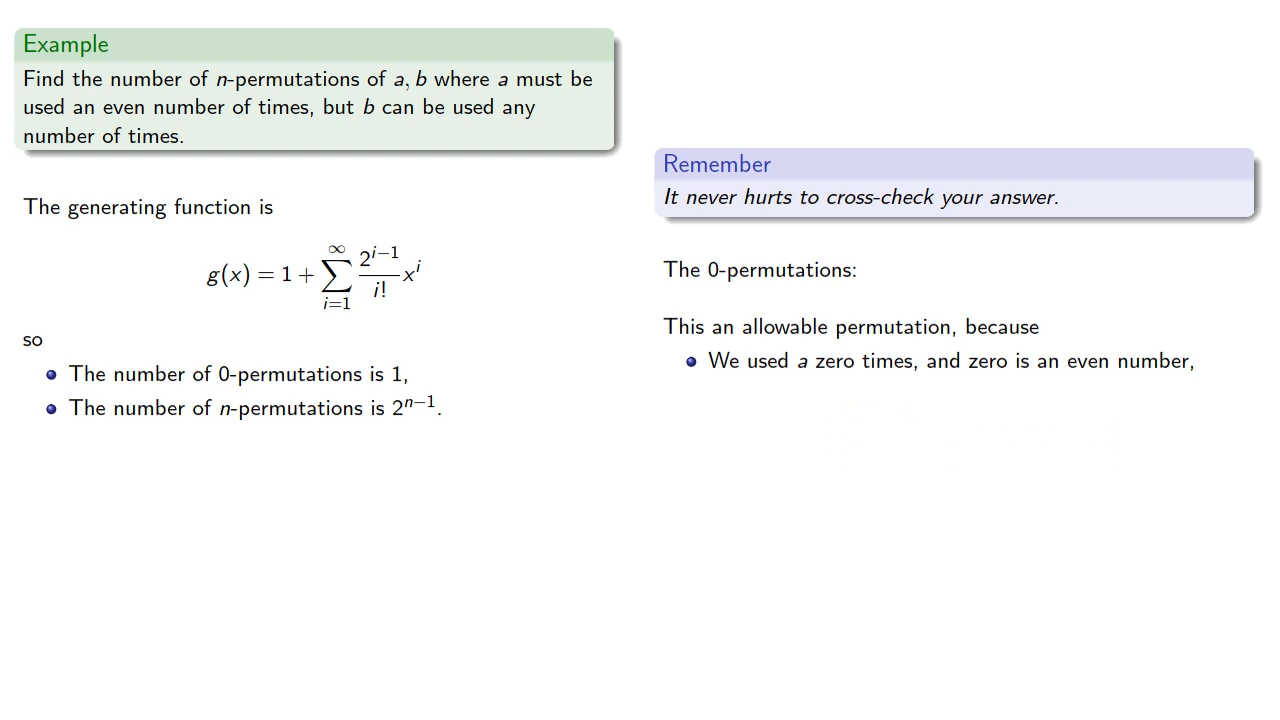 Example
Find the number of n-permutations of a, b where a must be
used an even number of times, but b can be used any
number of times.
The generating function is
g(x) = 1 + ∑_{i=1}^{∞} \frac{2^{i−1}}{i!} x^i
so
The number of 0-permutations is 1,
The number of n-permutations is 2^{n−1}.
Remember
It never hurts to cross-check your answer.
The 0-permutations:
This an allowable permutation, because
We used a zero times, and zero is an even number,